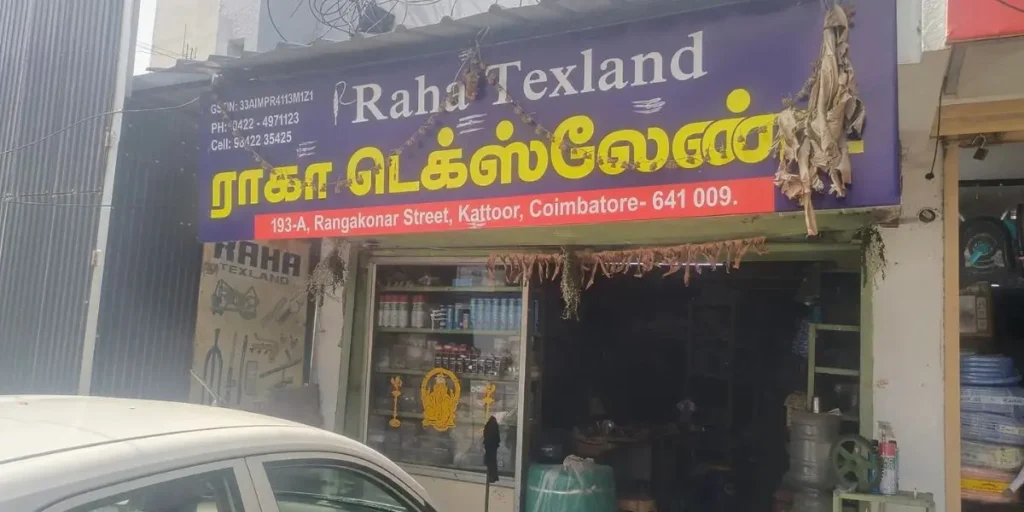 Raha Texland
GSTIN: 33AIMPR4113M1Z1
PH: 0422 - 4971123
Cell: 98422 35425
ராகா டெக்ஸ்லேண்ட்
193-A, Rangakonar Street, Kattoor, Coimbatore- 641 009.
RAHA
TEXLAND